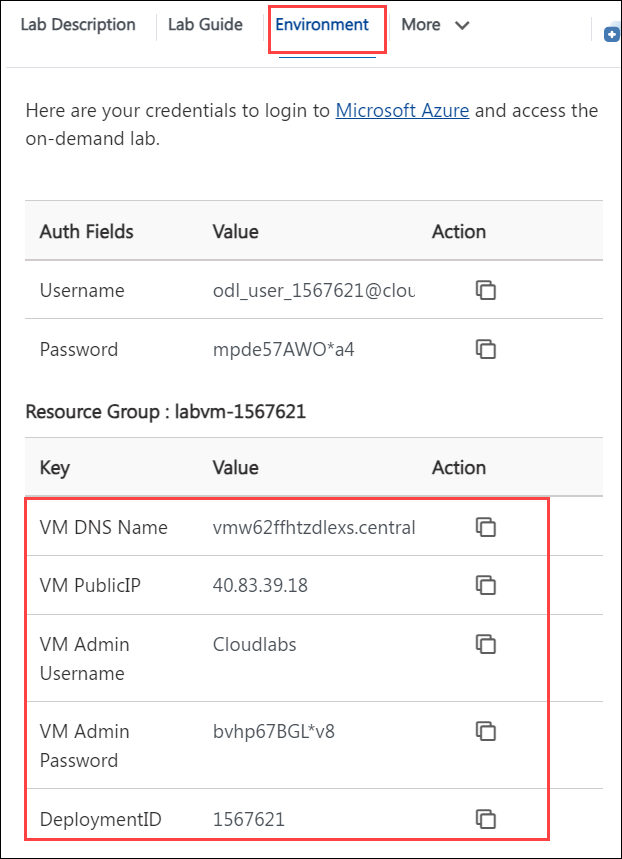 Lab Description Lab Guide Environment More
Here are your credentials to login to Microsoft Azure and access the
on-demand lab.
Auth Fields Value Action
Username odl_user_1567621@clou
Password mpde57AWO*a4
Resource Group : labvm-1567621
Key Value Action
VM DNS Name vmw62ffhtzdlexs.central
VM PublicIP 40.83.39.18
VM Admin Cloudlabs
Username
VM Admin bvhp67BGL*v8
Password
DeploymentID 1567621